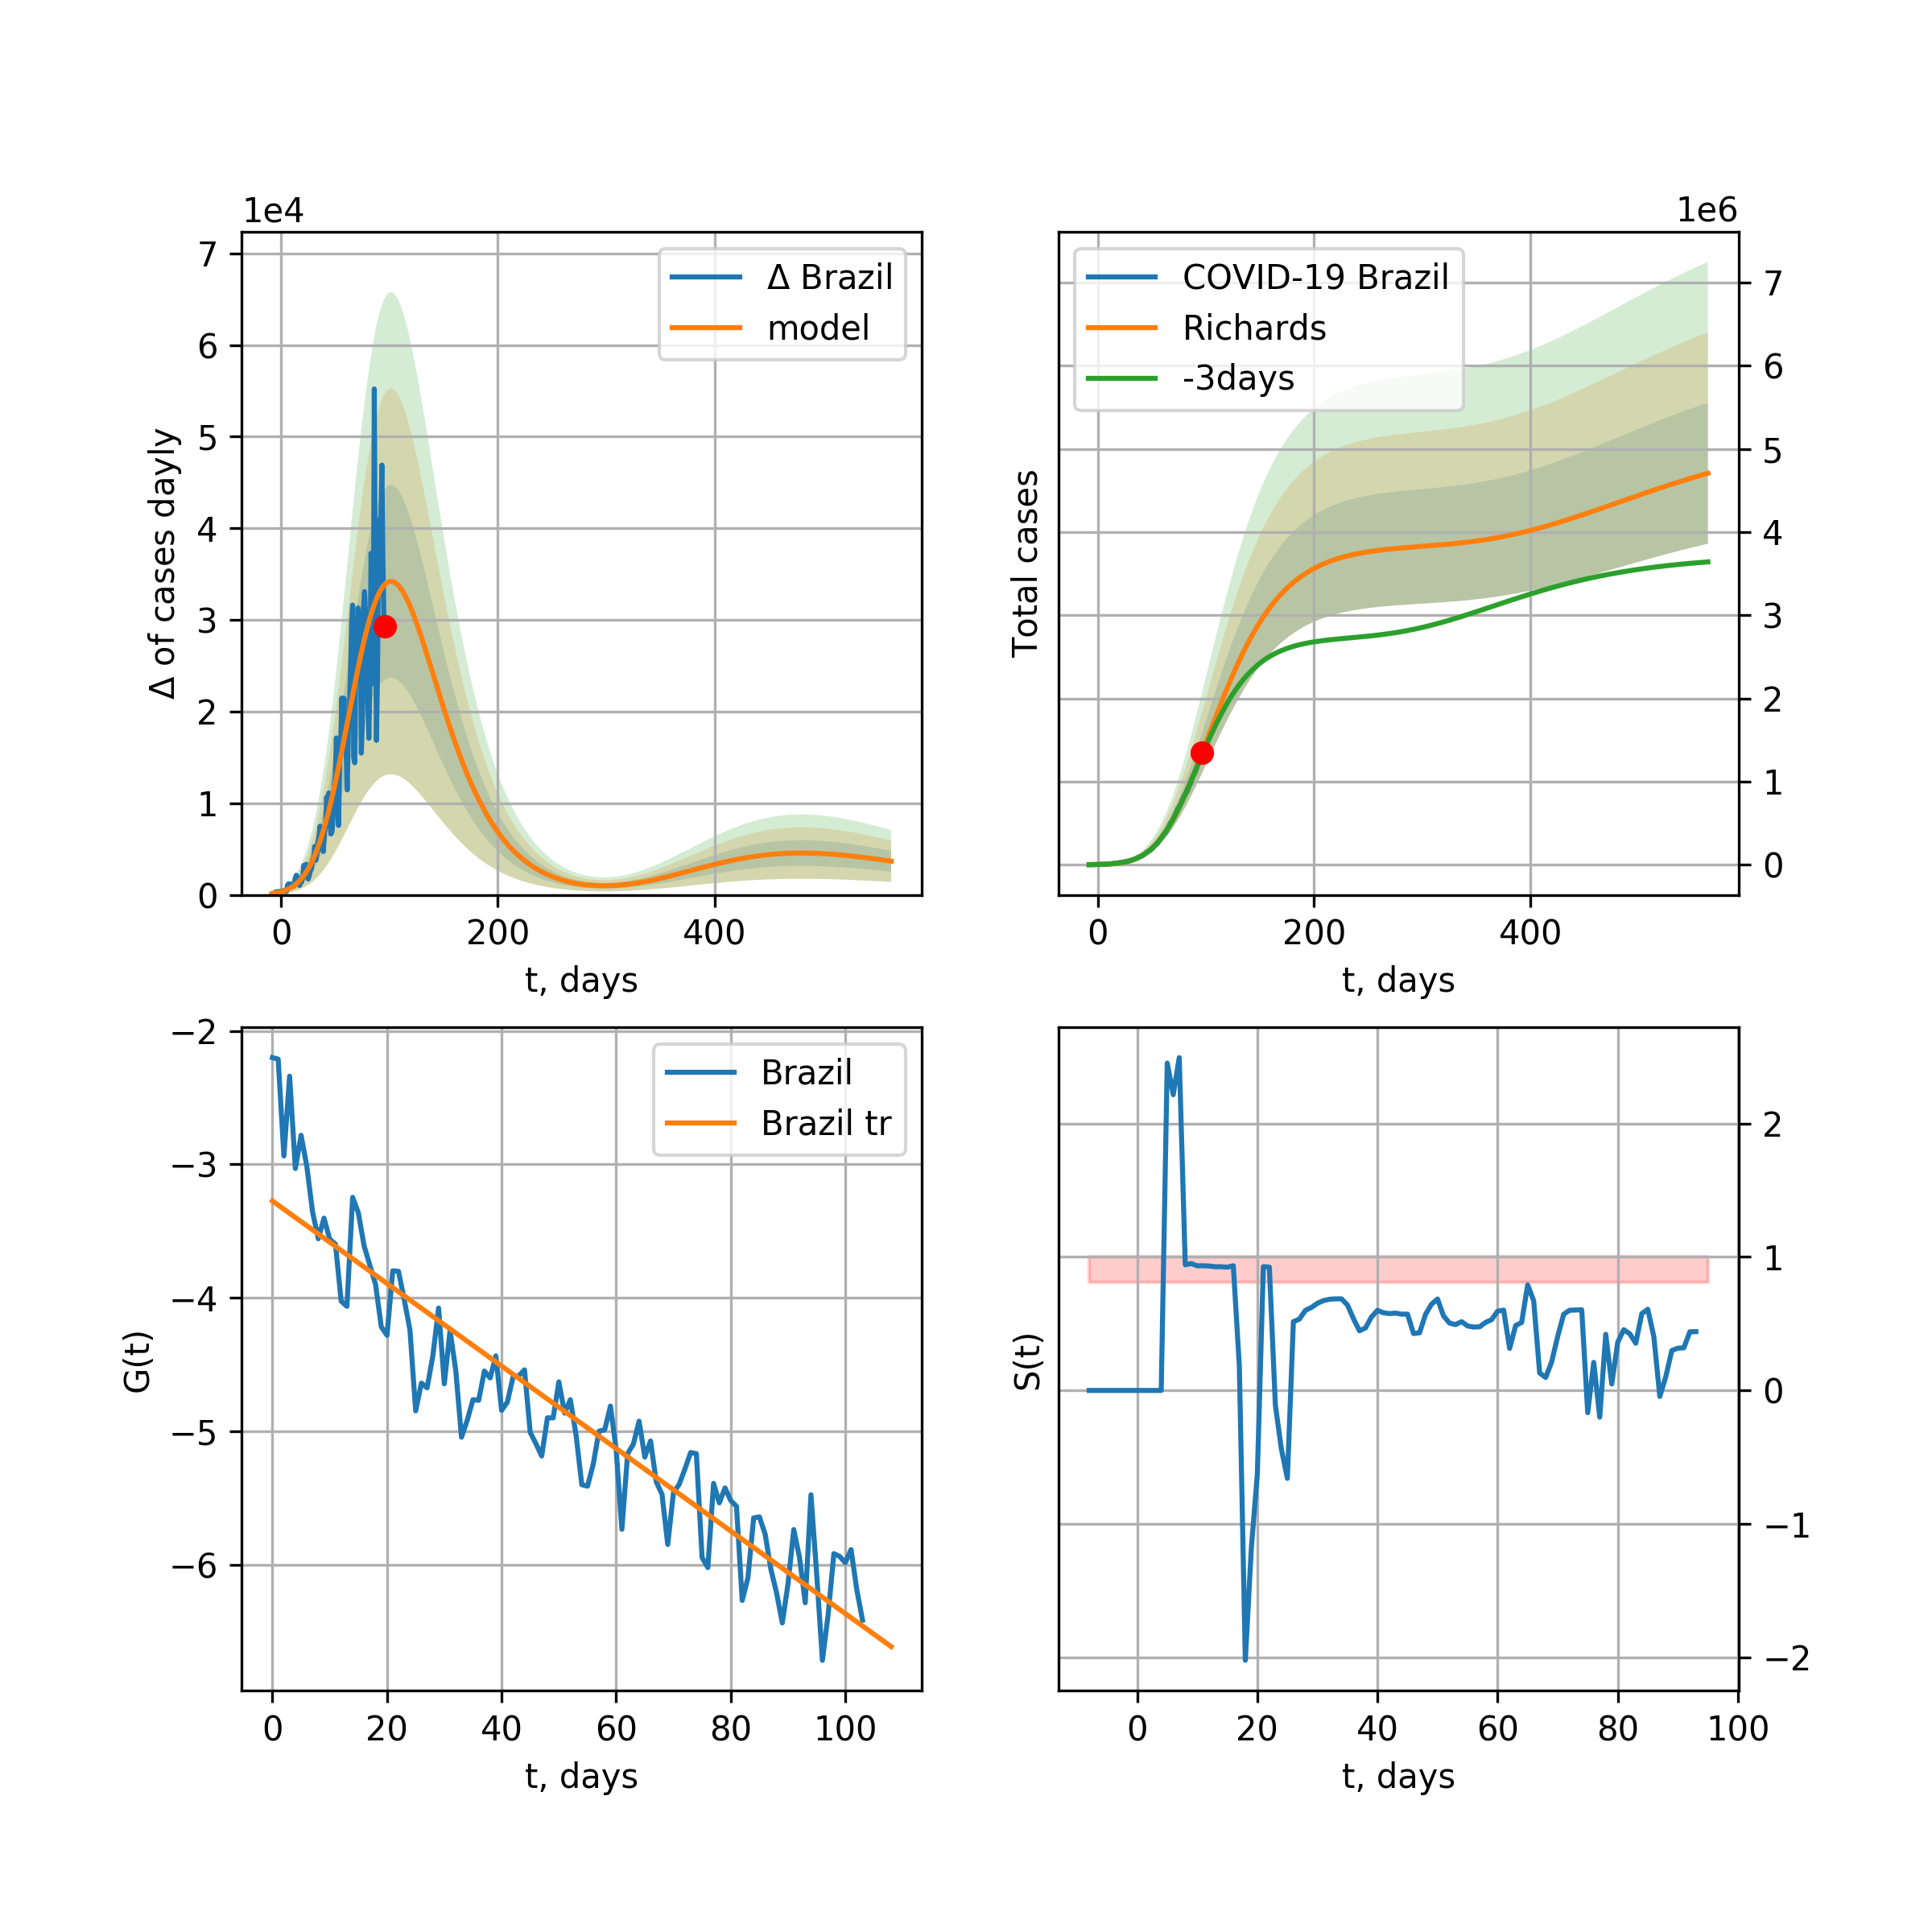 1e4
7
6
5
4
3
2
1
0
Δ of cases dayly
Δ Brazil
model
0 200 400
t, days
1e6
COVID-19 Brazil
Richards
-3days
Total cases
7
6
5
4
3
2
1
0
0 200 400
t, days
−2
−3
−4
−5
−6
G(t)
Brazil
Brazil tr
0 20 40 60 80 100
t, days
S(t)
2
1
0
−1
−2
0 20 40 60 80 100
t, days